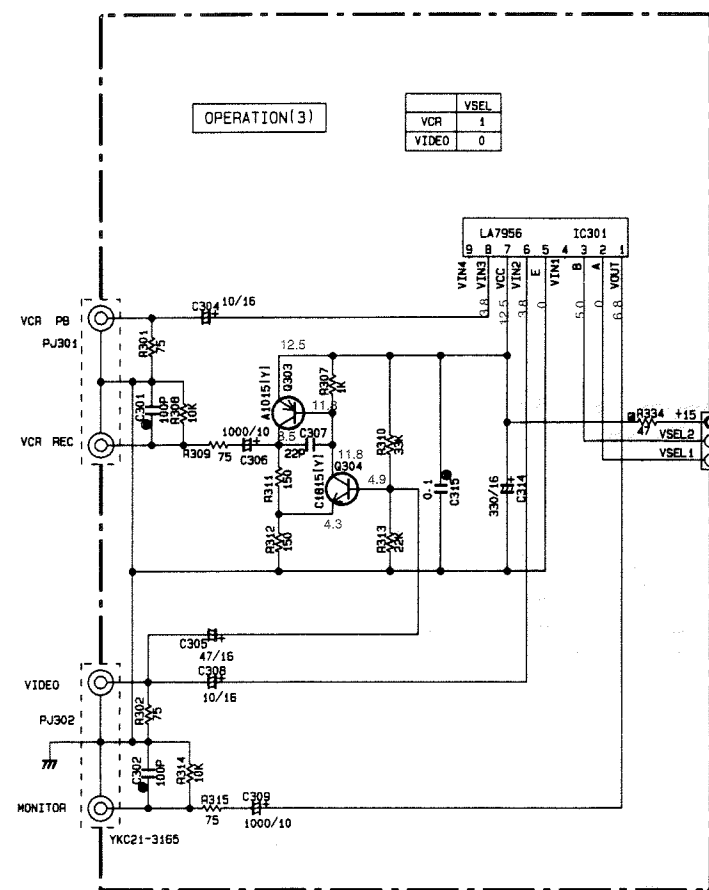 OPERATION(3)
VSEL
VCR 1
VIDEO 0
LA7956 IC301
9 8 7 6 5 4 3 2 1
VIN4 VIN3 VCC VIN2 E VIN1 B A VOUT
3.8 12.5 3.8 0 5.0 0 6.8
C304 10/16
VCR PB
PJ301
R301 75
12.5
A1015[Y] Q303
R307 1K
11.8
C301 100P
R308 10K
1000/10
8.5 C307
22P
VCR REC
R309 75
C306
R310 33K
R334 47
+15
VSEL2
VSEL1
11.8
Q304
C1815[Y]
R311 150
4.9
0.1 C315
330/16 C314
4.3
R312 150
R313 22K
C305
47/16
C308
10/16
VIDEO
R302 75
PJ302
C302 100P
R314 10K
MONITOR
R315 75
C309
1000/10
YKC21-3165